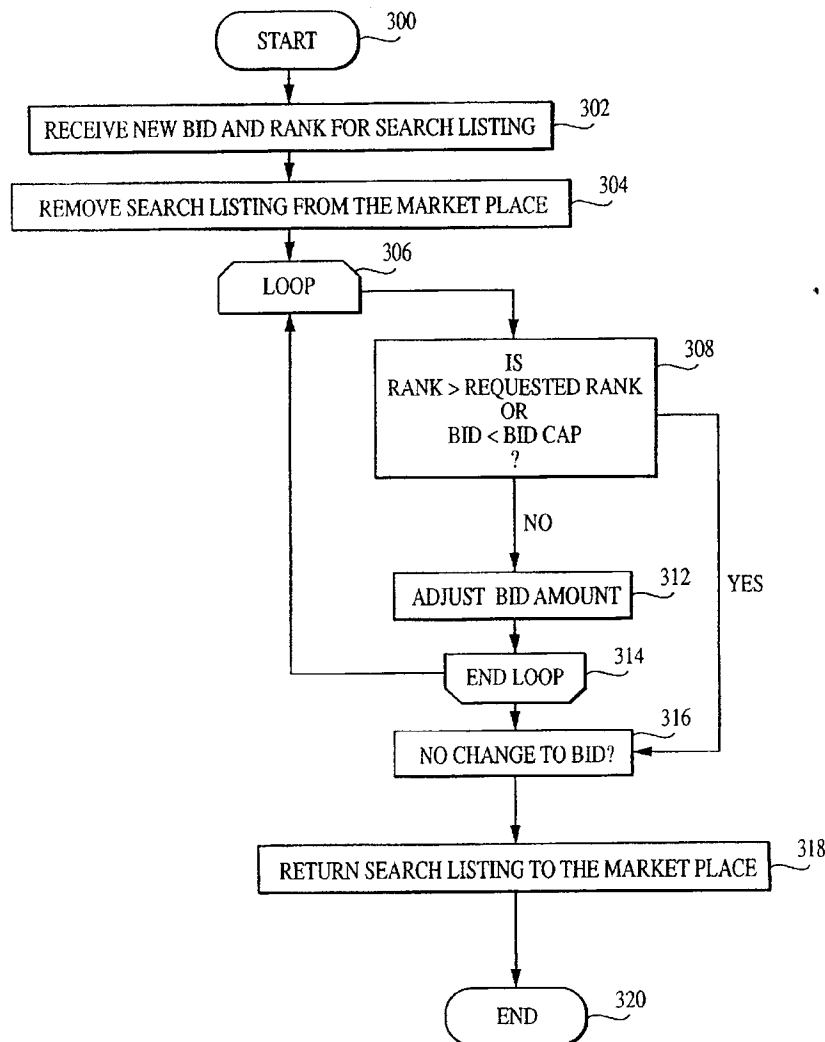 START
300
RECEIVE NEW BID AND RANK FOR SEARCH LISTING
302
REMOVE SEARCH LISTING FROM THE MARKET PLACE
304
LOOP
306
IS
RANK > REQUESTED RANK
OR
BID < BID CAP
?
308
NO
YES
ADJUST BID AMOUNT
312
END LOOP
314
NO CHANGE TO BID?
316
RETURN SEARCH LISTING TO THE MARKET PLACE
318
END
320